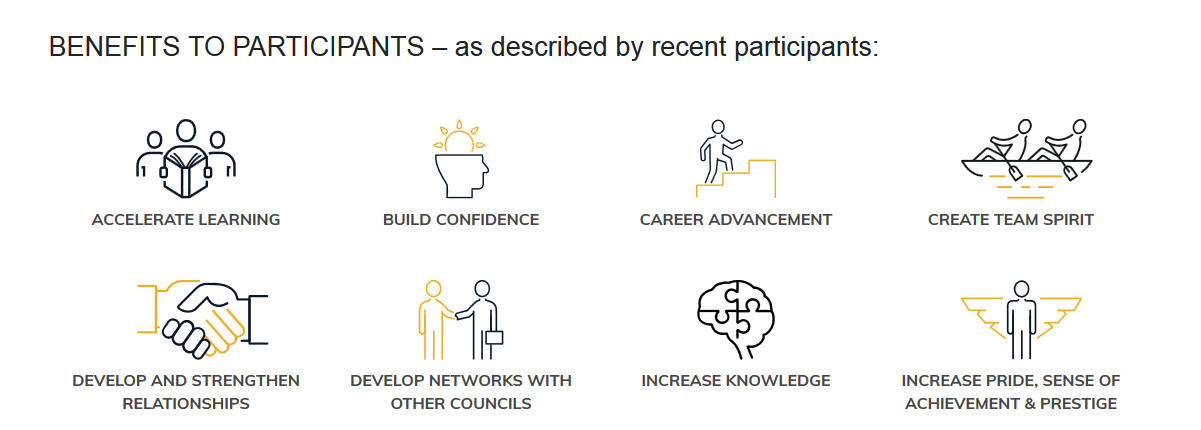 BENEFITS TO PARTICIPANTS – as described by recent participants:
ACCELERATE LEARNING
BUILD CONFIDENCE
CAREER ADVANCEMENT
CREATE TEAM SPIRIT
DEVELOP AND STRENGTHEN
RELATIONSHIPS
DEVELOP NETWORKS WITH
OTHER COUNCILS
INCREASE KNOWLEDGE
INCREASE PRIDE, SENSE OF
ACHIEVEMENT & PRESTIGE